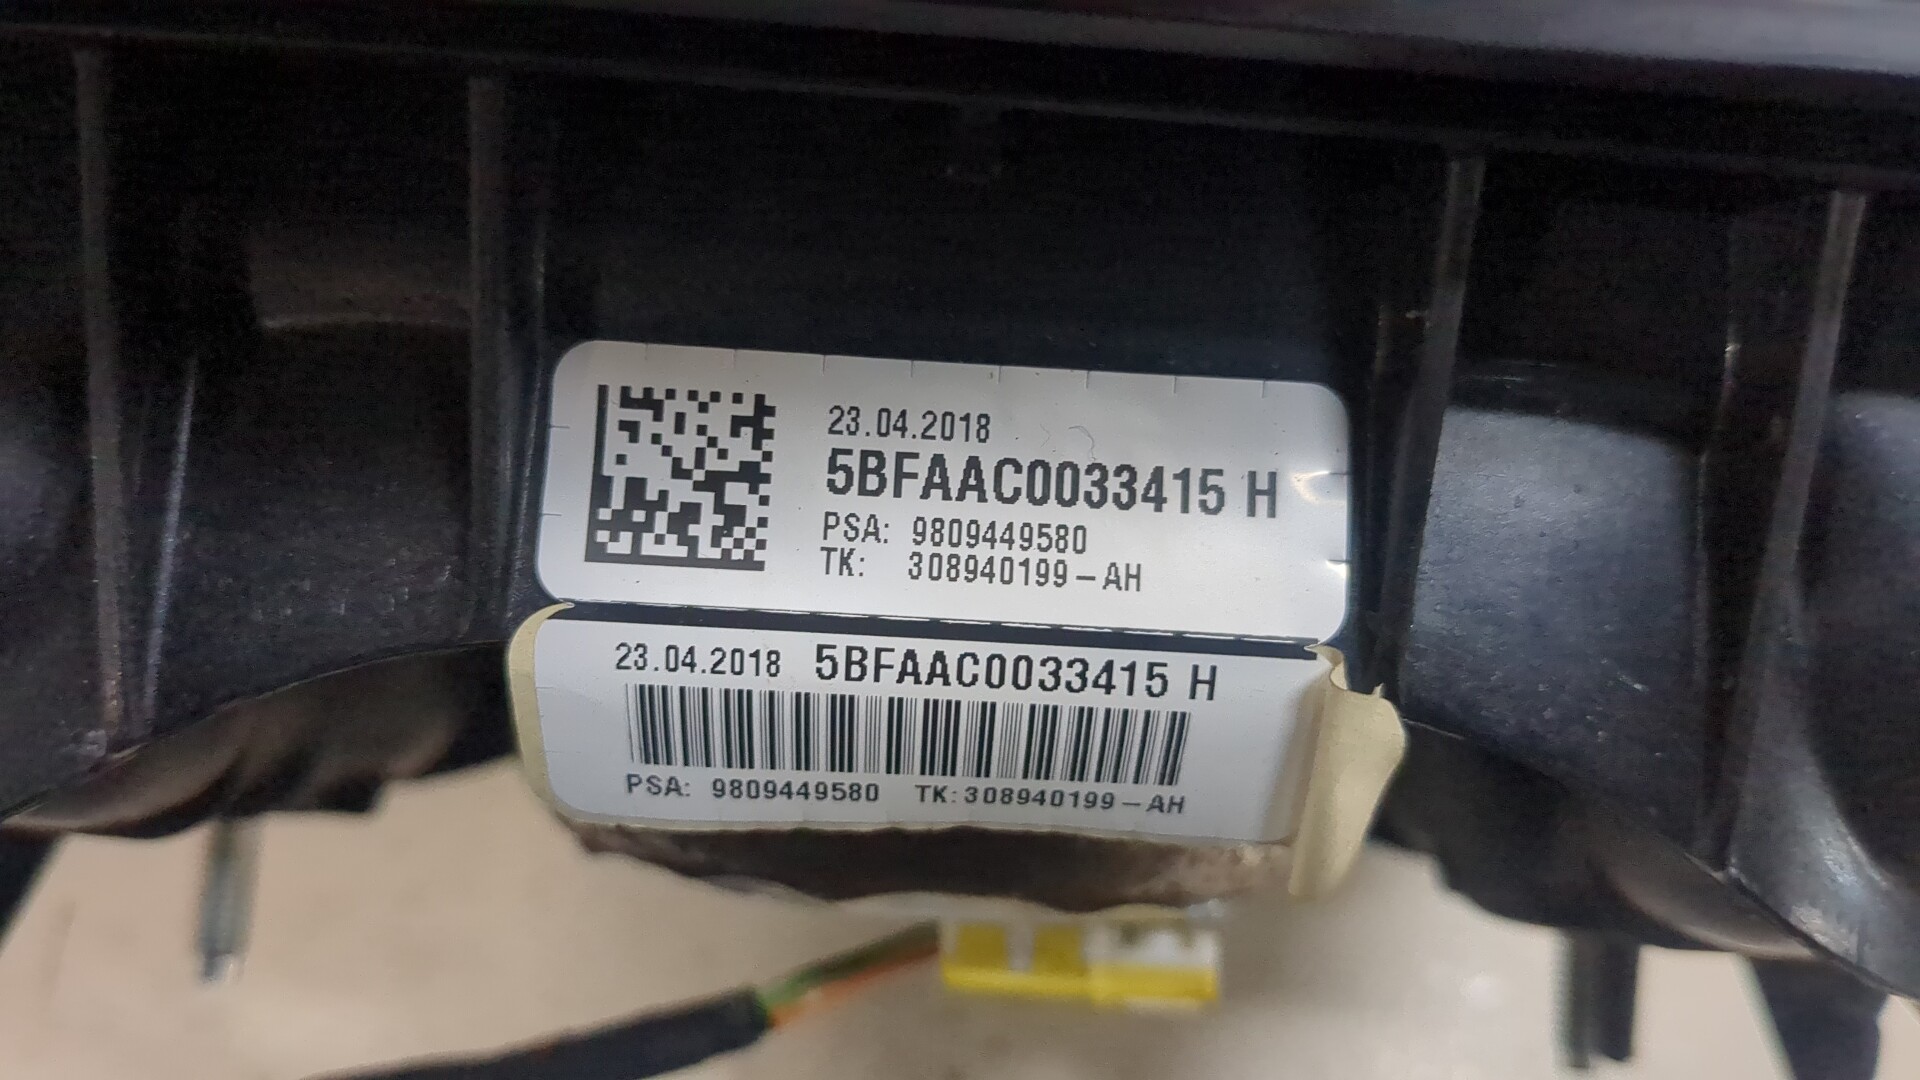 23.04.2018
5BFAAC0033415 H
PSA: 9809449580
TK: 308940199-AH
23.04.2018 5BFAAC0033415 H
PSA: 9809449580 TK:308940199-AH